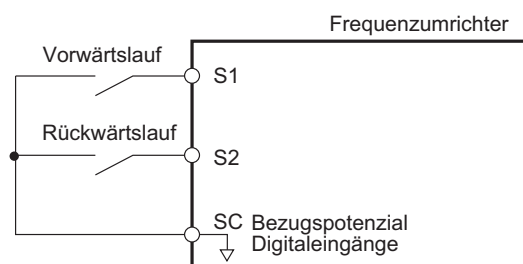 Frequenzumrichter
Vorwärtslauf
S1
Rückwärtslauf
S2
SC Bezugspotenzial
Digitaleingänge